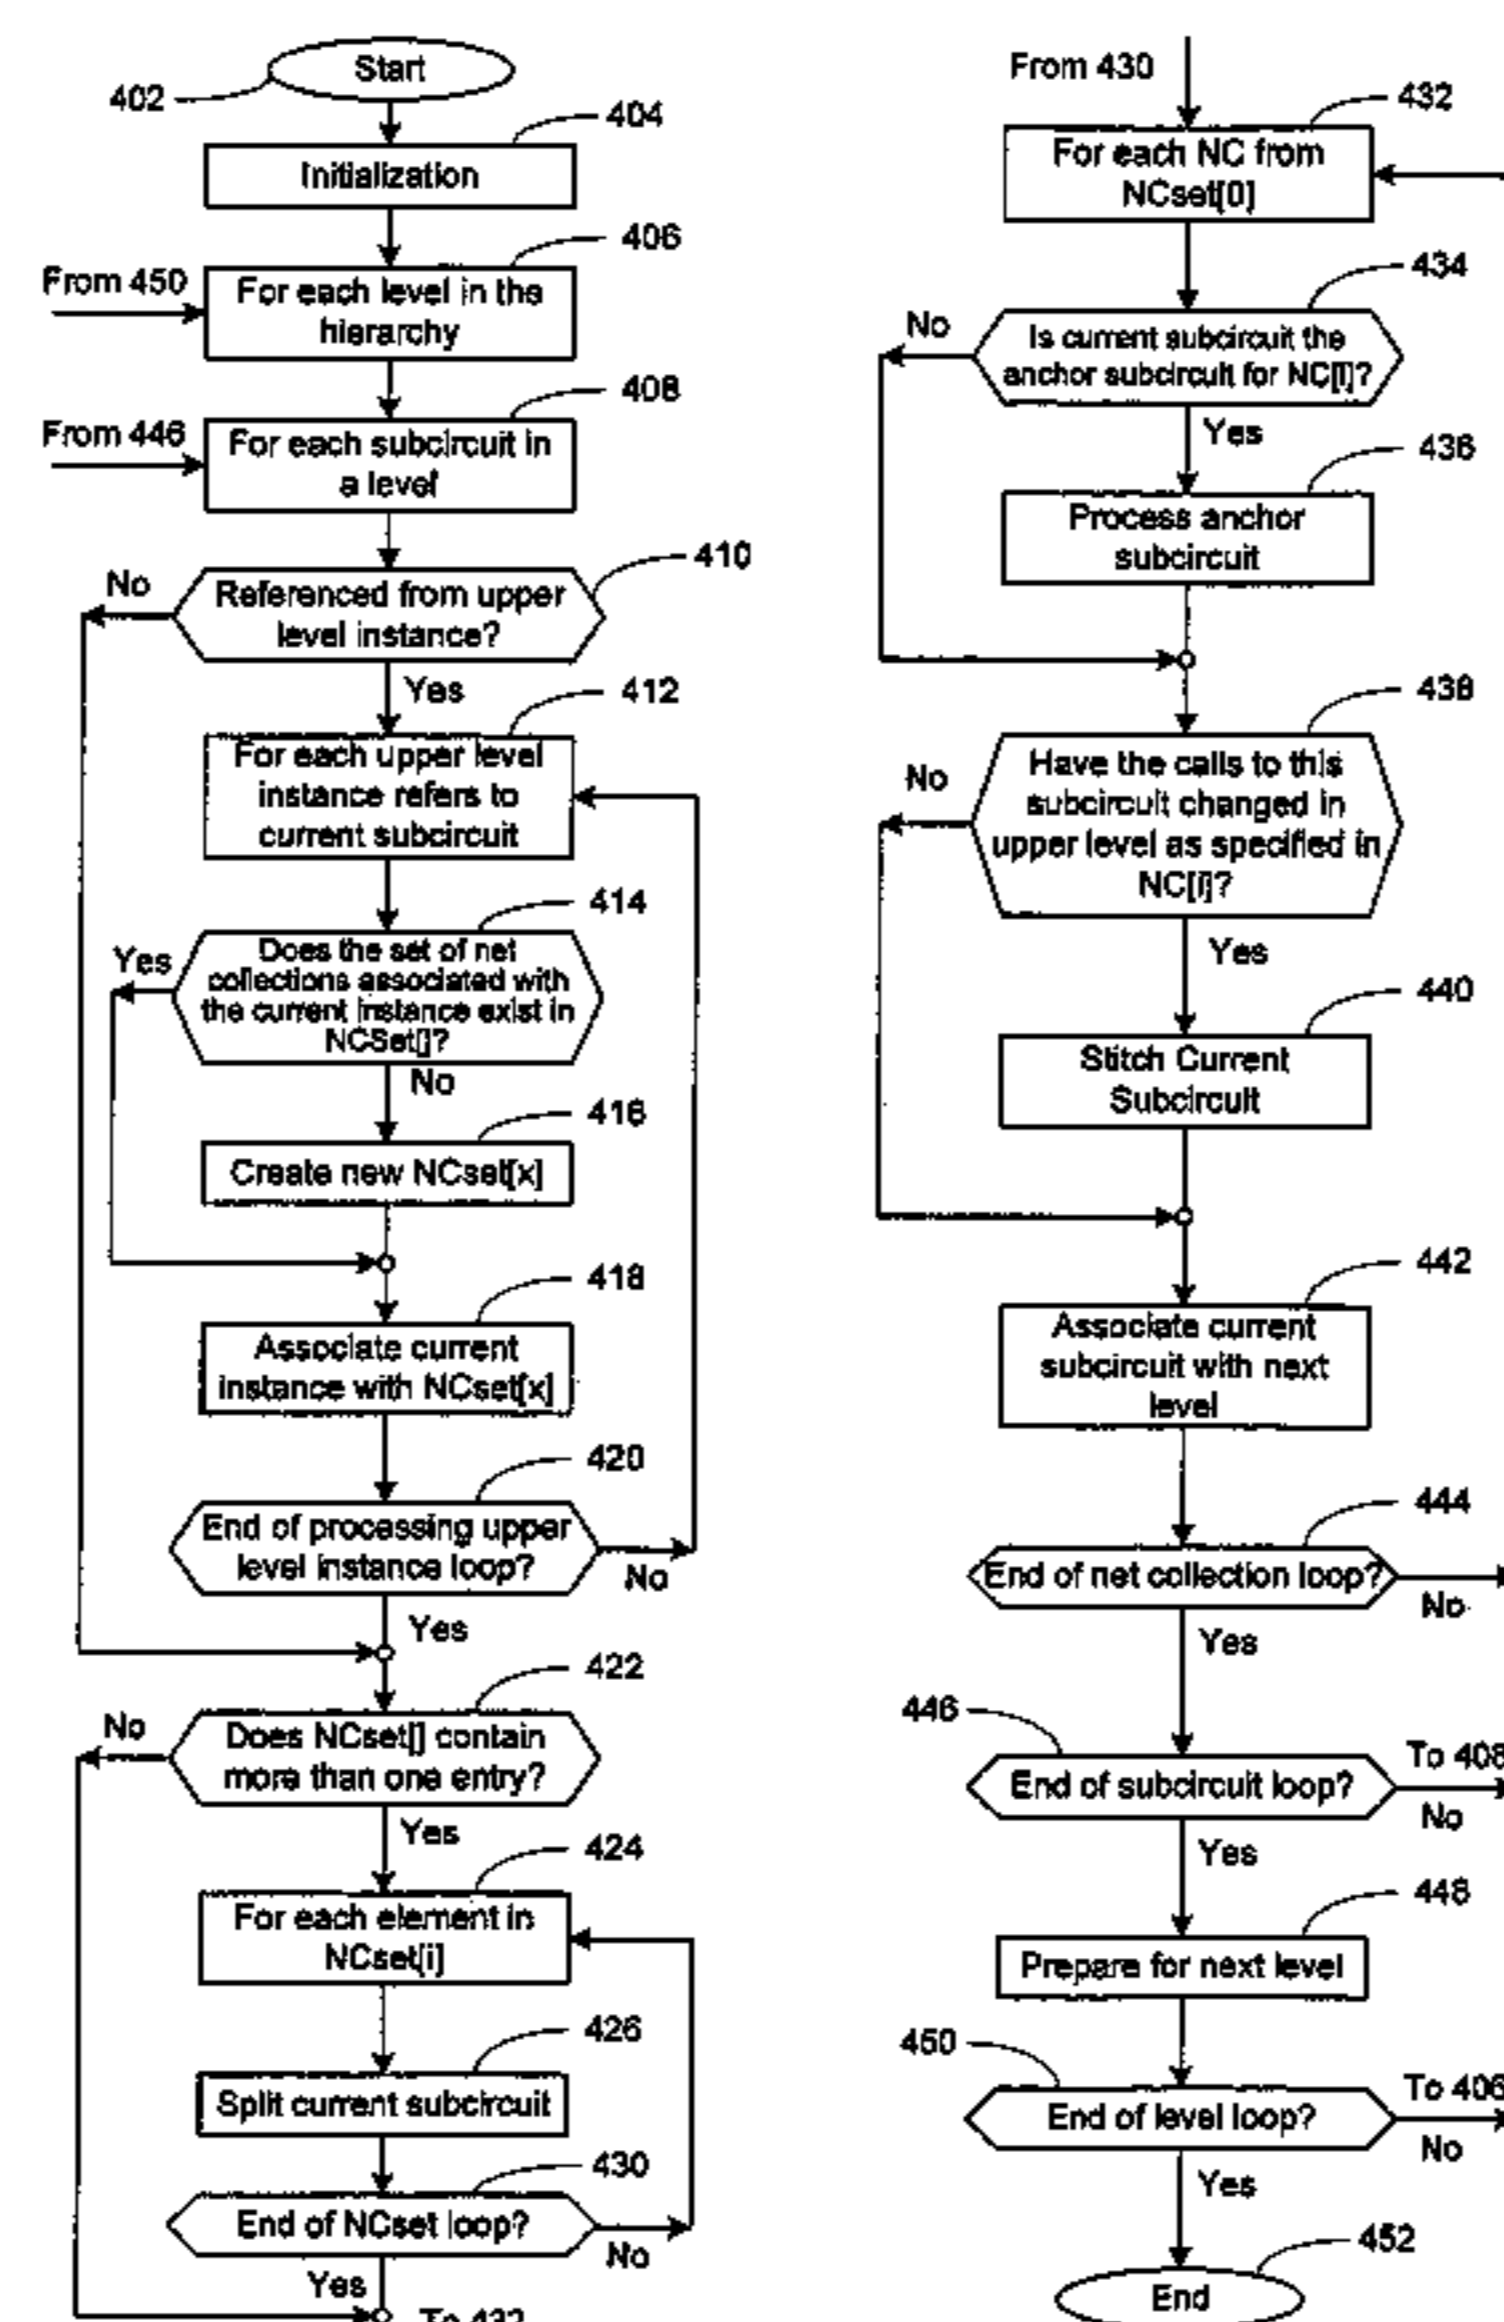 Start
402
404
Initialization
406
From 450
For each level in the
hierarchy
408
From 446
For each subcircuit in
a level
410
No
Referenced from upper
level instance?
Yes
412
For each upper level
instance refers to
current subcircuit
414
Yes
Does the set of net
collections associated with
the current instance exist in
NCSet[]?
No
416
Create new NCset[x]
418
Associate current
instance with NCset[x]
420
End of processing upper
level instance loop?
No
Yes
422
No
Does NCset[] contain
more than one entry?
Yes
424
For each element in
NCset[i]
426
Split current subcircuit
430
End of NCset loop?
No
Yes
To 432
From 430
432
For each NC from
NCset[0]
434
No
Is current subcircuit the
anchor subcircuit for NC[i]?
Yes
436
Process anchor
subcircuit
438
No
Have the calls to this
subcircuit changed in
upper level as specified in
NC[i]?
Yes
440
Stitch Current
Subcircuit
442
Associate current
subcircuit with next
level
444
End of net collection loop?
No
Yes
446
To 408
End of subcircuit loop?
No
Yes
448
Prepare for next level
450
To 406
End of level loop?
No
Yes
452
End